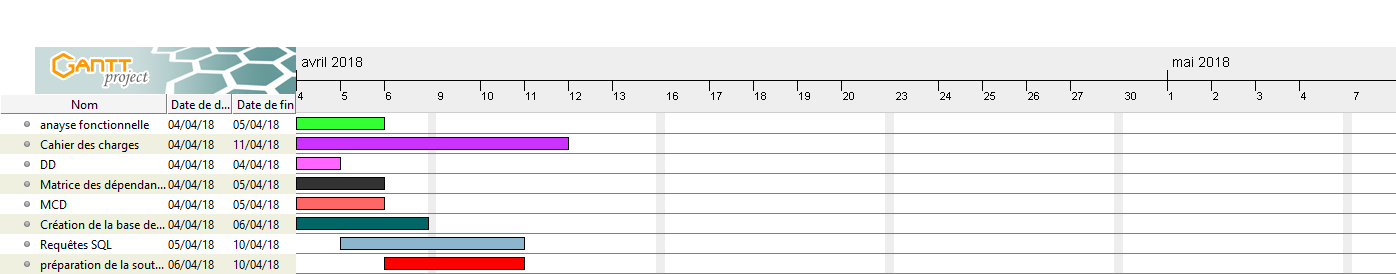 GANTT project
avril 2018
mai 2018
4 5 6 9 10 11 12 13 16 17 18 19 20 23 24 25 26 27 30 1 2 3 4 7
Nom Date de d... Date de fin
anayse fonctionnelle 04/04/18 05/04/18
Cahier des charges 04/04/18 11/04/18
DD 04/04/18 04/04/18
Matrice des dépendan... 04/04/18 05/04/18
MCD 04/04/18 05/04/18
Création de la base de... 04/04/18 06/04/18
Requêtes SQL 05/04/18 10/04/18
préparation de la sout... 06/04/18 10/04/18